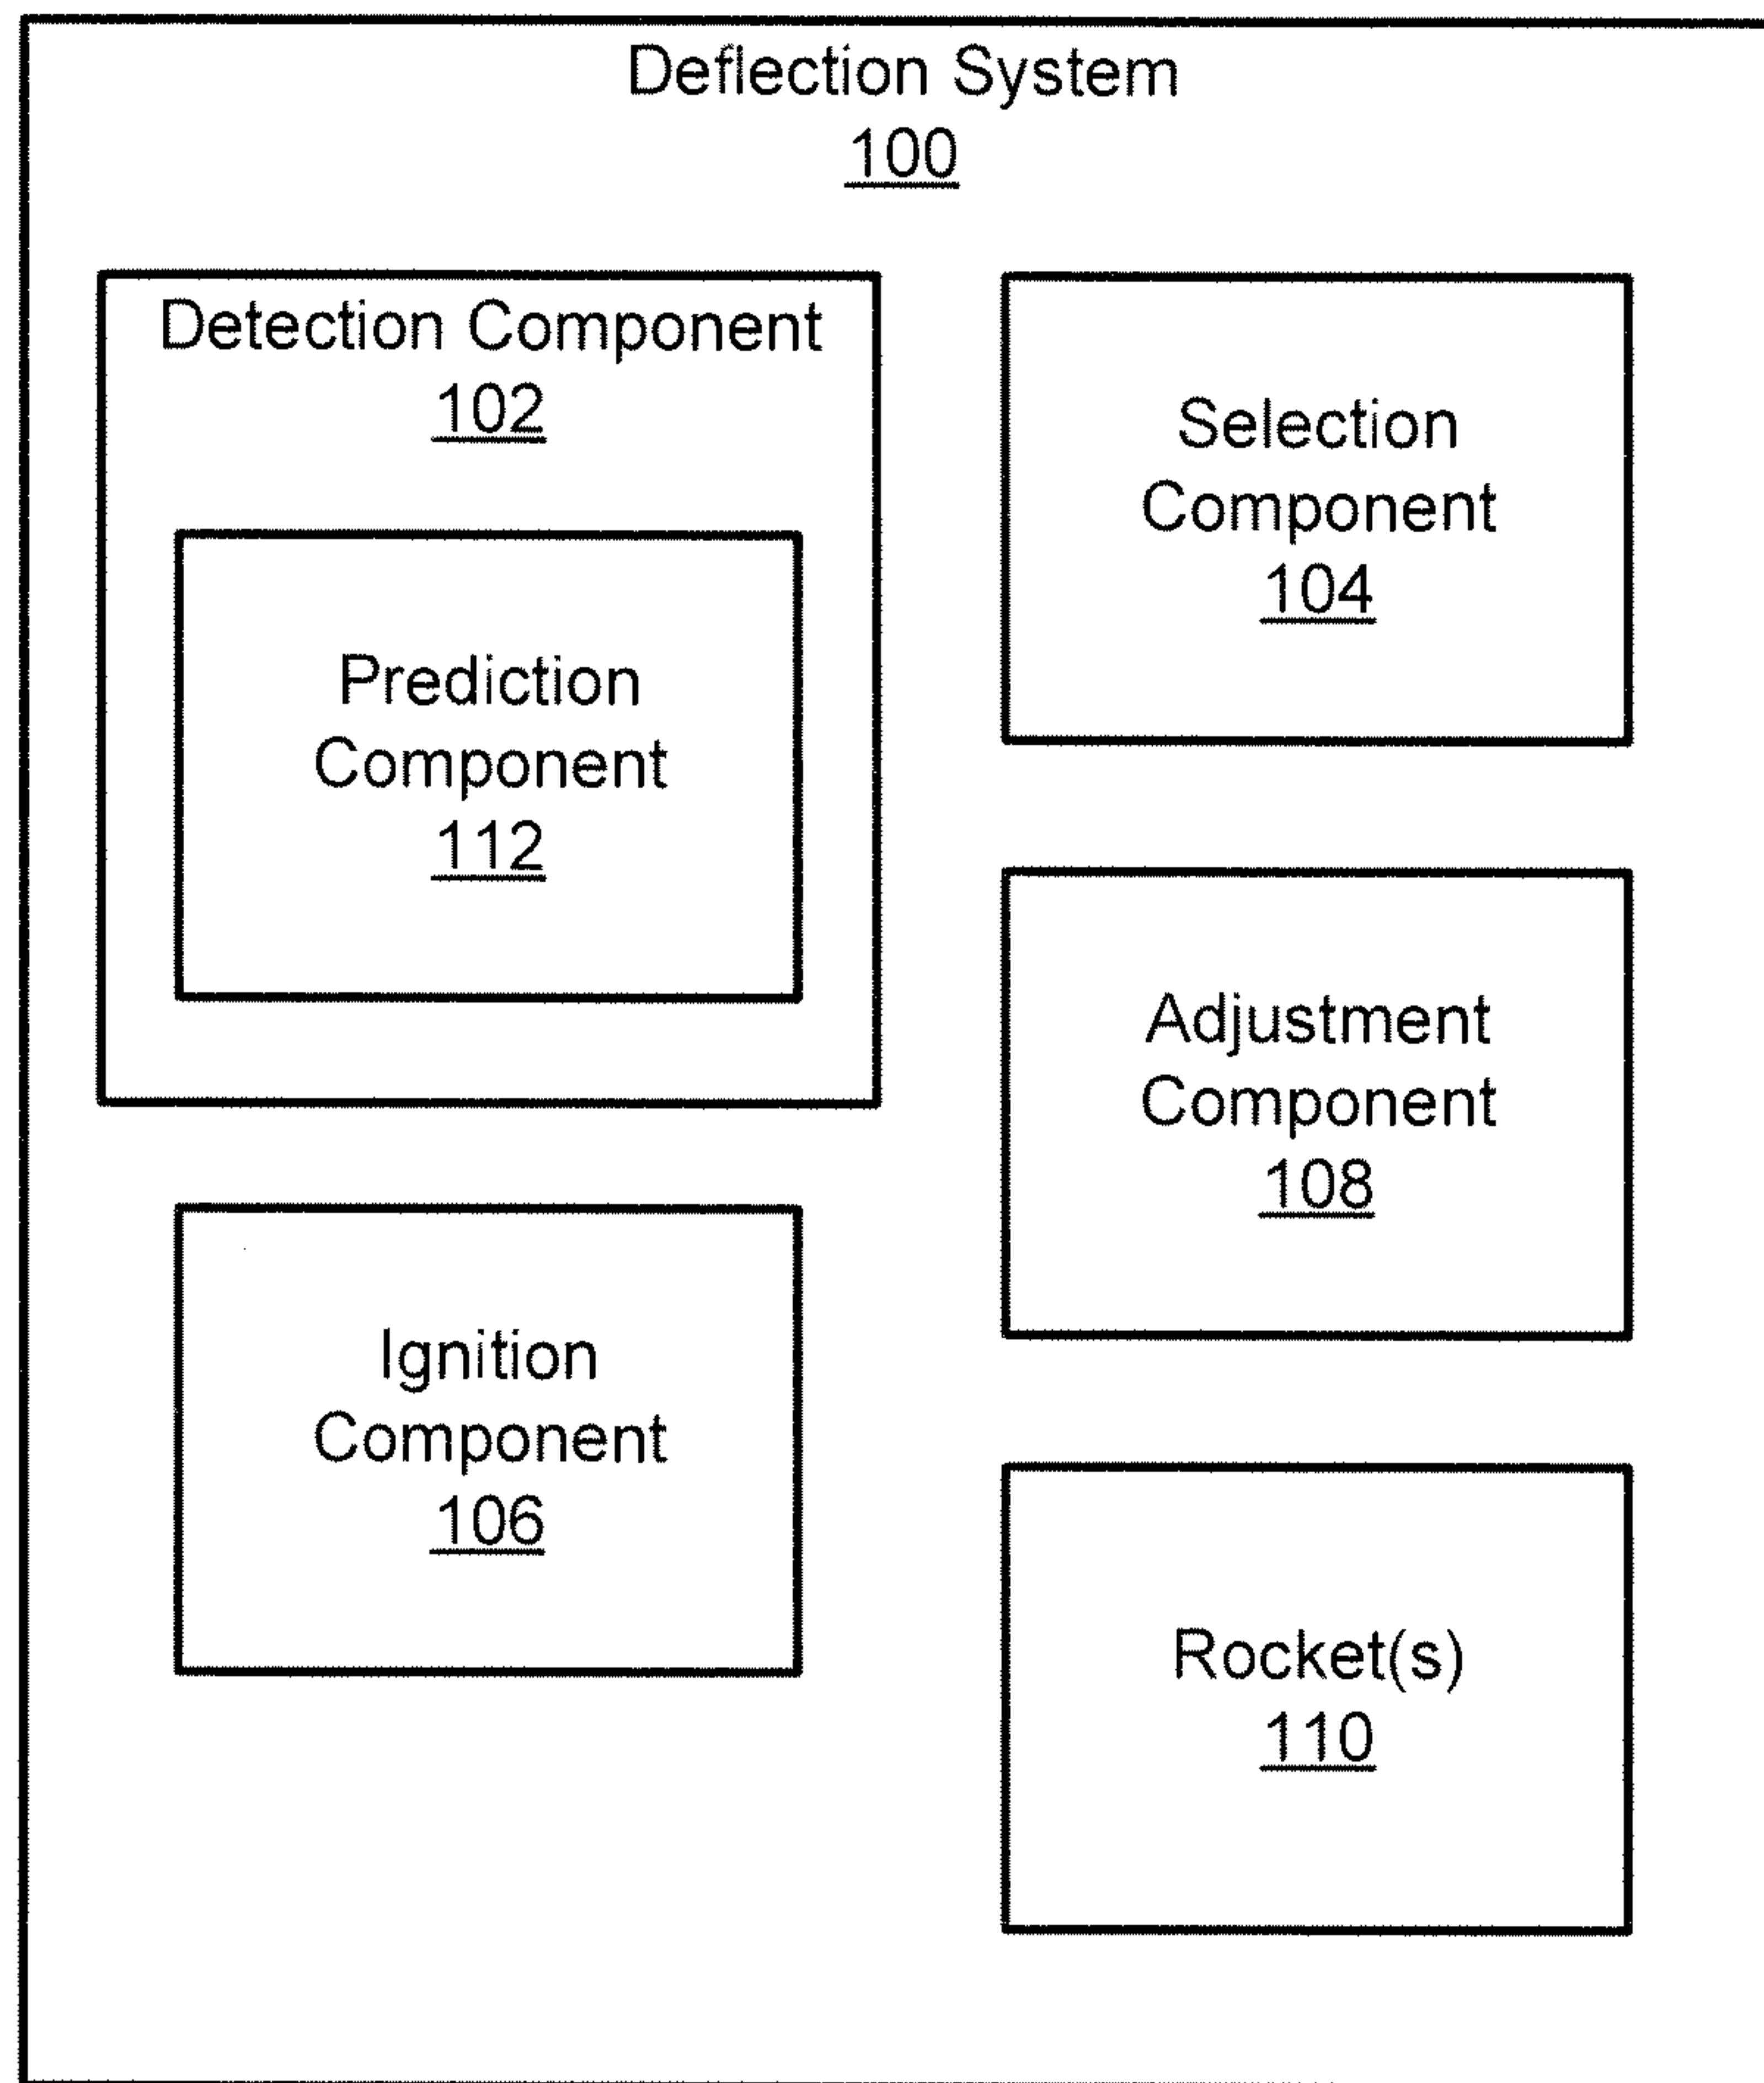 Deflection System
100
Detection Component
102
Prediction
Component
112
Ignition
Component
106
Selection
Component
104
Adjustment
Component
108
Rocket(s)
110